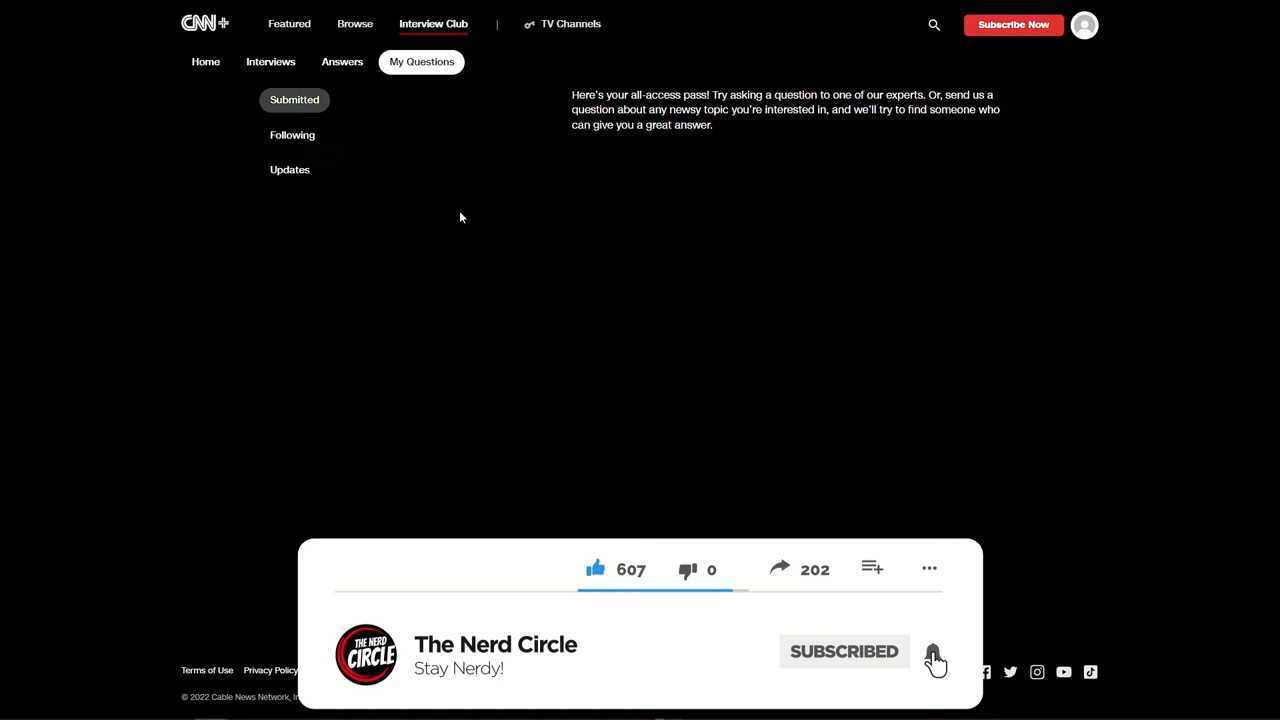 CNN+
Featured
Browse
Interview Club
|
TV Channels
Subscribe Now
Home
Interviews
Answers
My Questions
Submitted
Following
Updates
Here's your all-access pass! Try asking a question to one of our experts. Or, send us a
question about any newsy topic you're interested in, and we'll try to find someone who
can give you a great answer.
607
0
202
THE NERD
CIRCLE
The Nerd Circle
Stay Nerdy!
SUBSCRIBED
Terms of Use
Privacy Policy
© 2022 Cable News Network,